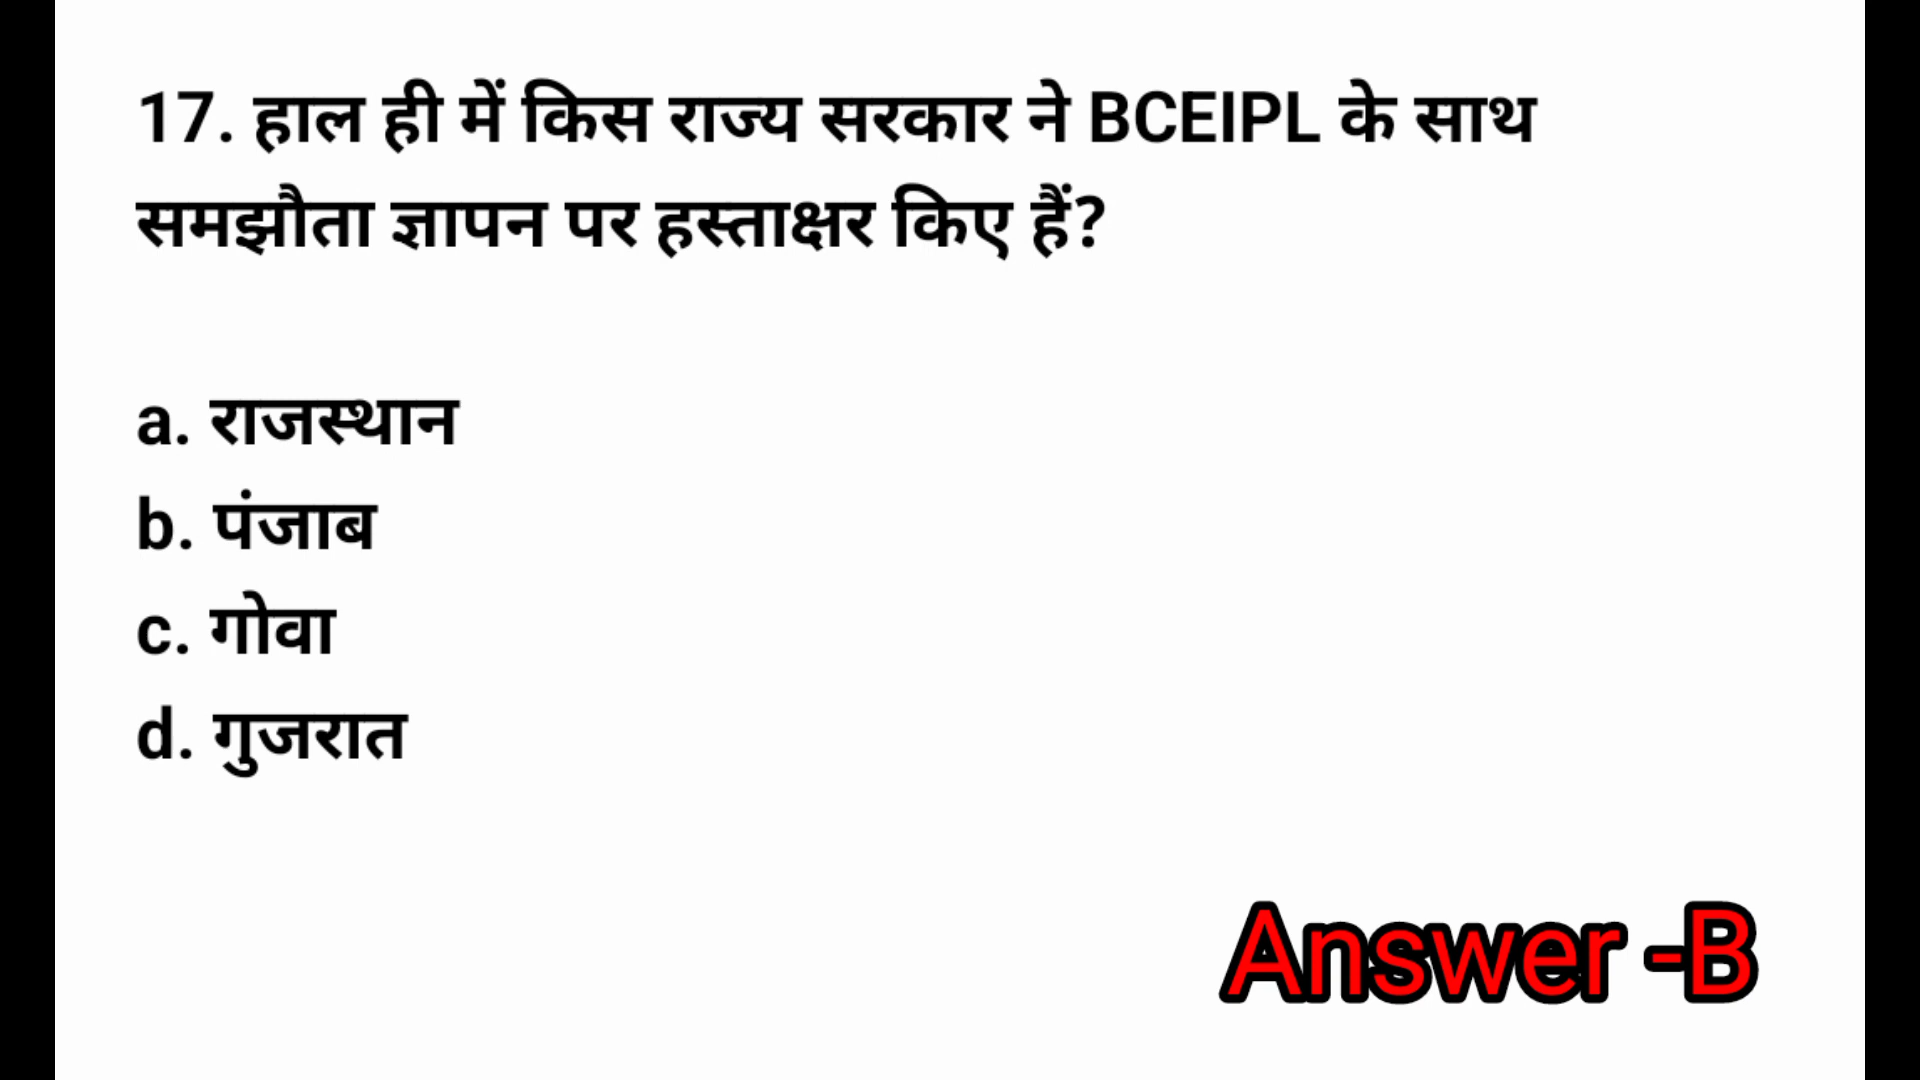 17. हाल ही में किस राज्य सरकार ने BCEIPL के साथ
समझौता ज्ञापन पर हस्ताक्षर किए हैं?
a. राजस्थान
b. पंजाब
c. गोवा
d. गुजरात
Answer -B